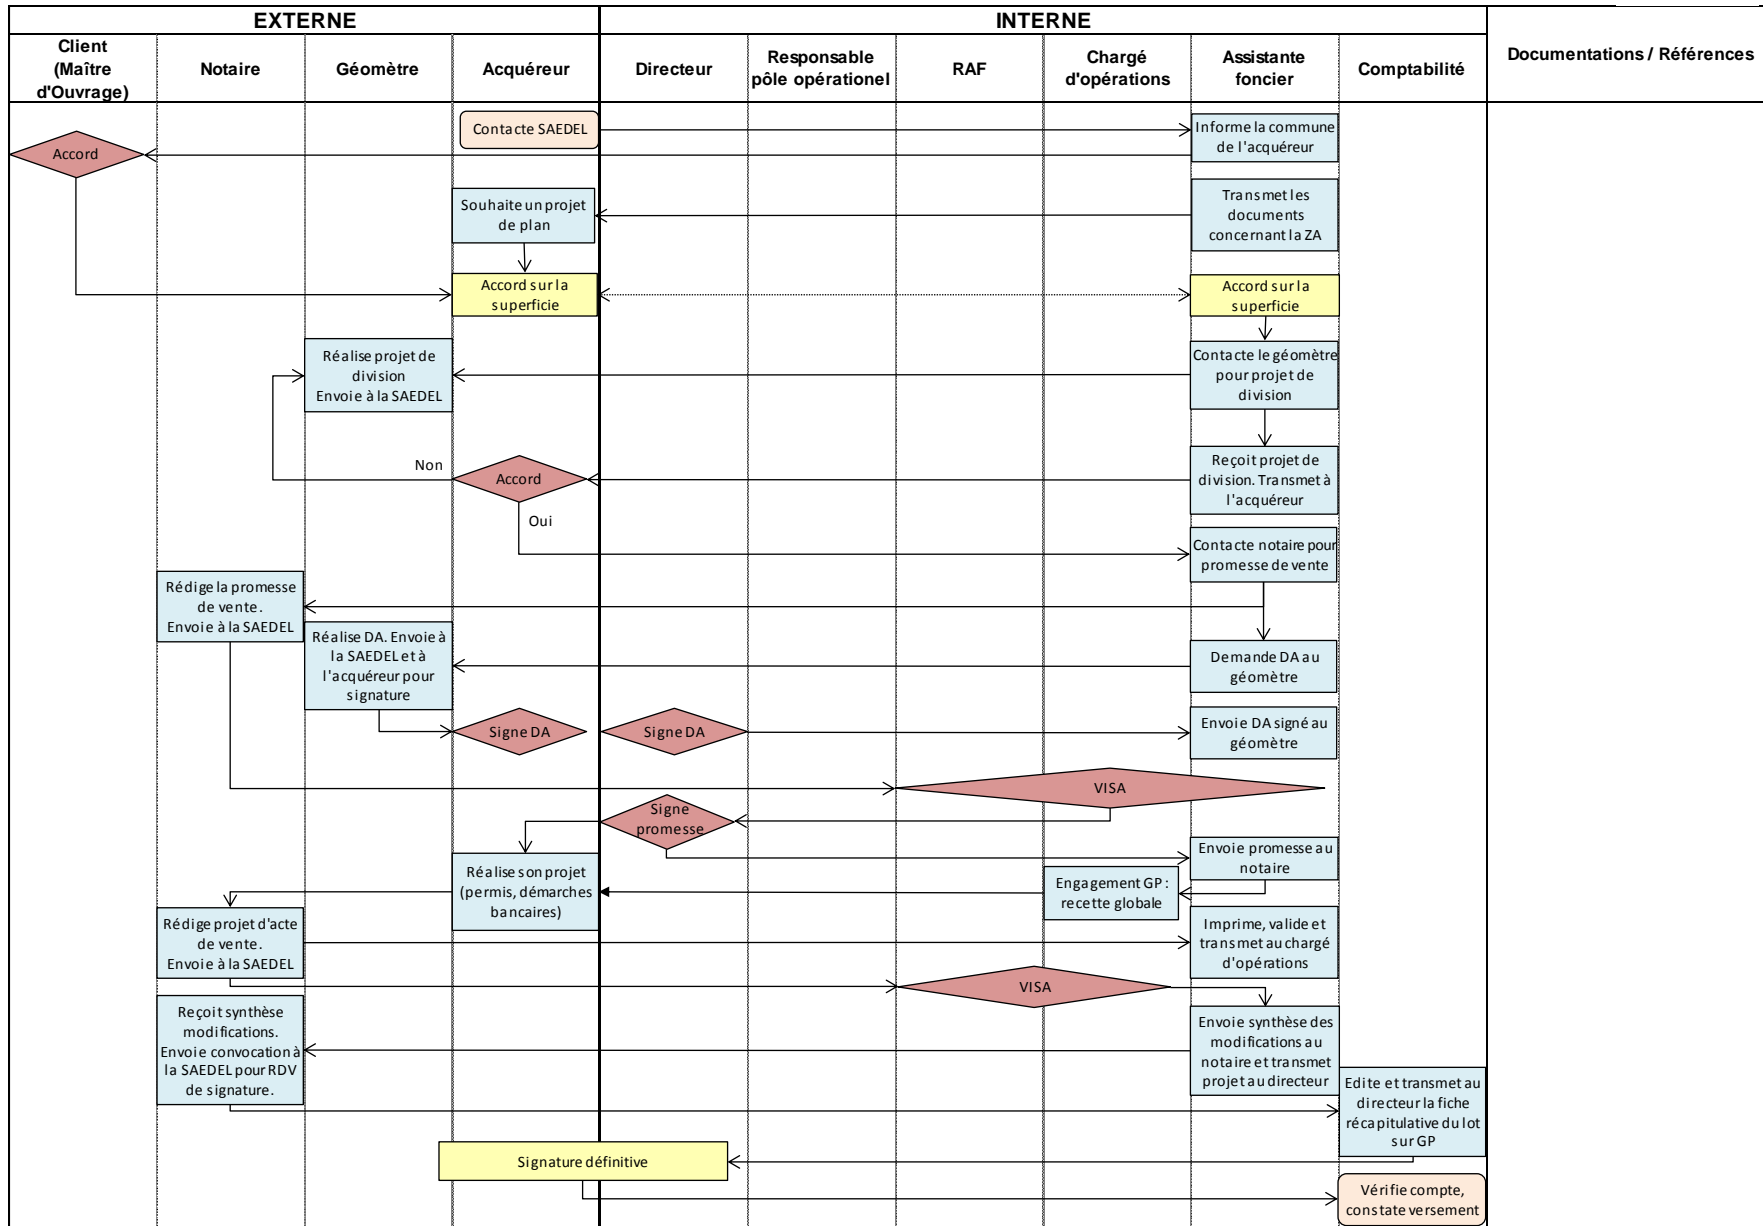 EXTERNE
INTERNE
Client
(Maître
d'Ouvrage)
Notaire
Géomètre
Acquéreur
Directeur
Responsable
pôle opérationel
RAF
Chargé
d'opérations
Assistante
foncier
Comptabilité
Documentations / Références
Contacte SAEDEL
Informe la commune
de l'acquéreur
Accord
Souhaite un projet
de plan
Transmet les
documents
concernant la ZA
Accord sur la
superficie
Accord sur la
superficie
Réalise projet de
division
Envoie à la SAEDEL
Contacte le géomètre
pour projet de
division
Non
Accord
Reçoit projet de
division. Transmet à
l'acquéreur
Oui
Contacte notaire pour
promesse de vente
Rédige la promesse
de vente.
Envoie à la SAEDEL
Réalise DA. Envoie à
la SAEDEL et à
l'acquéreur pour
signature
Demande DA au
géomètre
Signe DA
Signe DA
Envoie DA signé au
géomètre
VISA
Signe
promesse
Envoie promesse au
notaire
Réalise son projet
(permis, démarches
bancaires)
Engagement GP :
recette globale
Rédige projet d'acte
de vente.
Envoie à la SAEDEL
Imprime, valide et
transmet au chargé
d'opérations
VISA
Reçoit synthèse
modifications.
Envoie convocation à
la SAEDEL pour RDV
de signature.
Envoie synthèse des
modifications au
notaire et transmet
projet au directeur
Edite et transmet au
directeur la fiche
récapitulative du lot
sur GP
Signature définitive
Vérifie compte,
constate versement